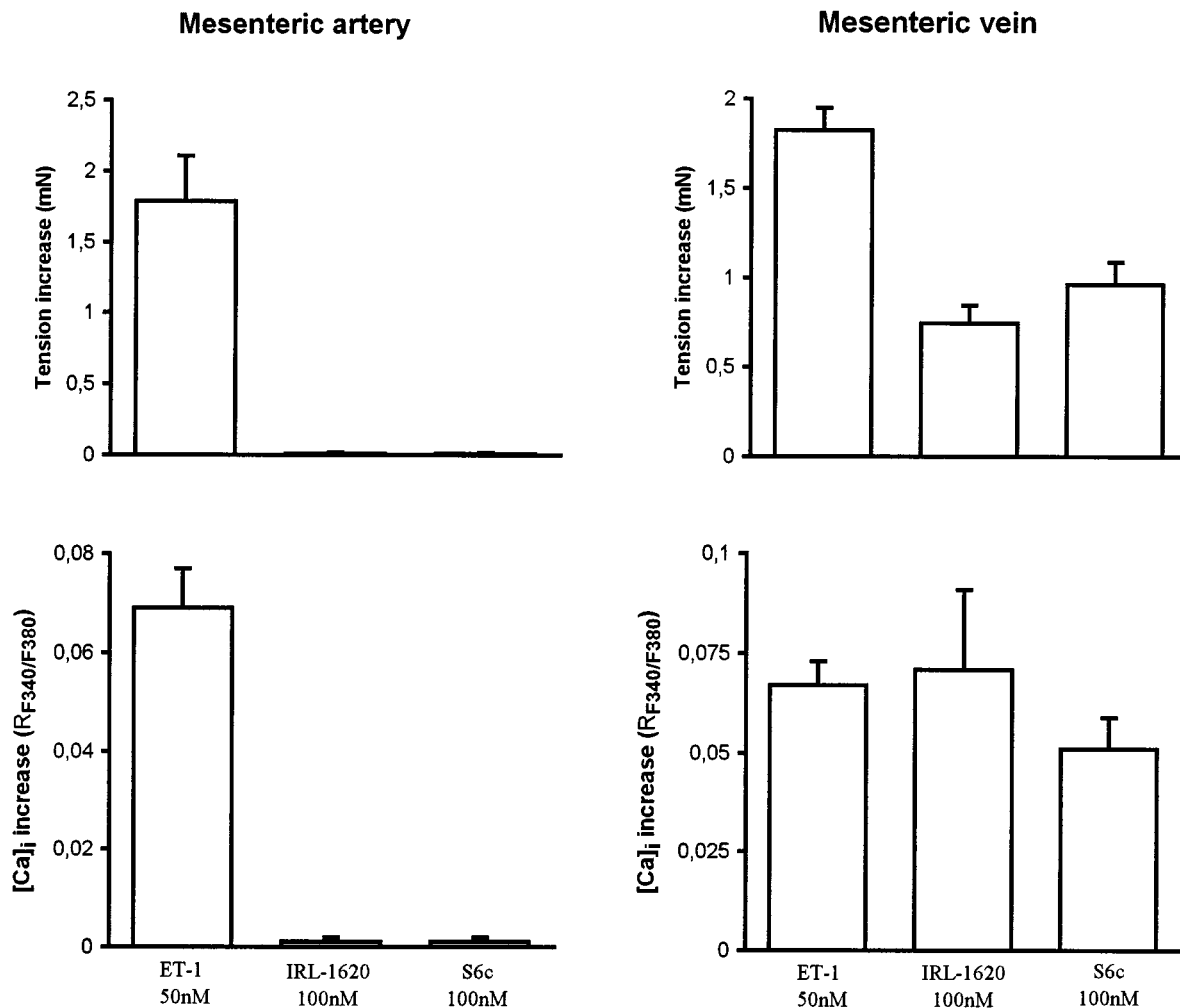 Mesenteric artery
Mesenteric vein
Tension increase (mN)
2,5
2
1,5
1
0,5
0
Tension increase (mN)
2
1,5
1
0,5
0
[Ca]i increase (RF340/F380)
0,08
0,06
0,04
0,02
0
ET-1
50nM
IRL-1620
100nM
S6c
100nM
[Ca]i increase (RF340/F380)
0,1
0,075
0,05
0,025
0
ET-1
50nM
IRL-1620
100nM
S6c
100nM